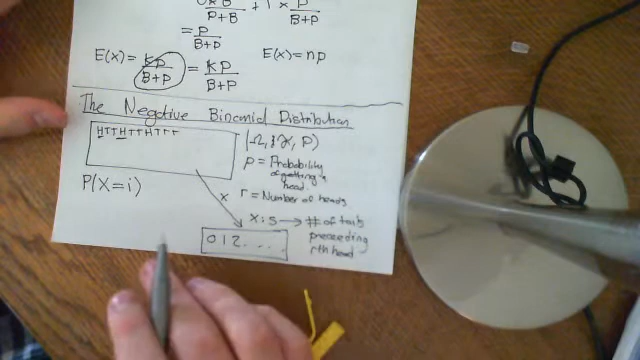 P+B
B+P
= P
B+P
E(x) = kp
B+P
= kp
B+P
E(x) = np
The Negative Binomial Distribution
HTTHTTHTTT
P(X=i)
p = Probability
of getting a
head.
x
r = Number of heads
X: S → # of tails
preceeding
rth head
0 1 2 ....